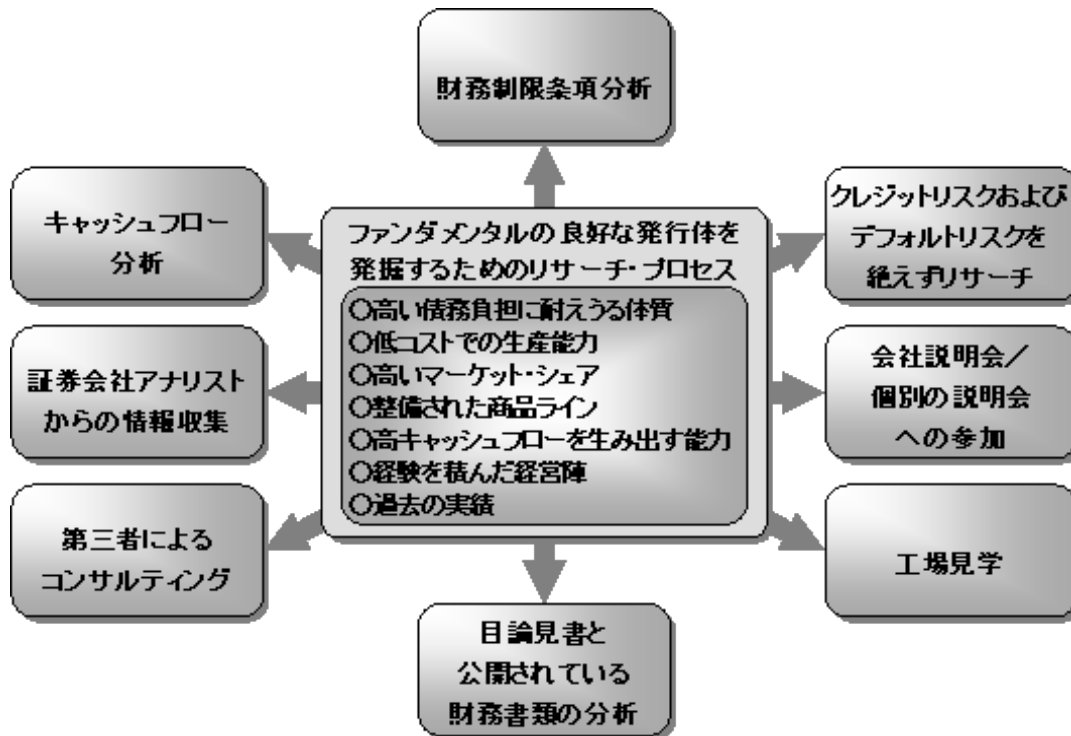 財務制限条項分析
キャッシュフロー
分析
クレジットリスクおよび
デフォルトリスクを
絶えずリサーチ
ファンダメンタルの良好な発行体を
発掘するためのリサーチ・プロセス
〇高い債務負担に耐えうる体質
〇低コストでの生産能力
〇高いマーケット・シェア
〇整備された商品ライン
〇高キャッシュフローを生み出す能力
〇経験を積んだ経営陣
〇過去の実績
証券会社アナリスト
からの情報収集
会社説明会／
個別の説明会
への参加
第三者による
コンサルティング
工場見学
目論見書と
公開されている
財務書類の分析